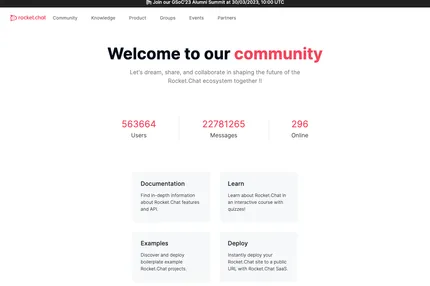 Join our GSoC'23 Alumni Summit at 30/03/2023, 10:00 UTC
rocket.chat Community Knowledge Product Groups Events Partners
Welcome to our community
Let's dream, share, and collaborate in shaping the future of the
Rocket.Chat ecosystem together !!
563664 22781265 296
Users Messages Online
Documentation
Find in-depth information
about Rocket.Chat features
and API.
Learn
Learn about Rocket.Chat in
an interactive course with
quizzes!
Examples
Discover and deploy
boilerplate example
Rocket.Chat projects.
Deploy
Instantly deploy your
Rocket.Chat site to a public
URL with Rocket.Chat SaaS.